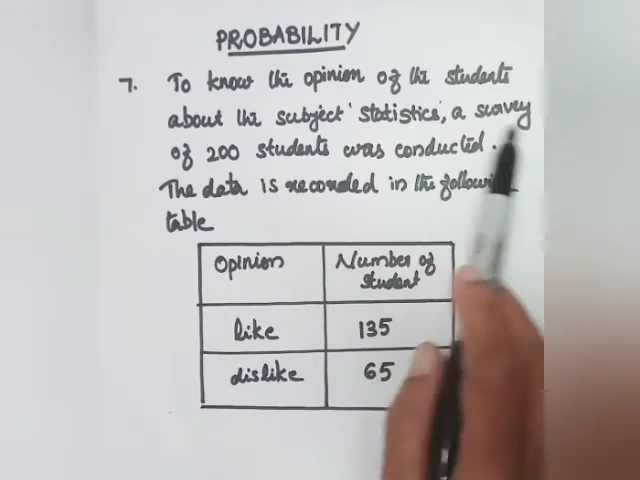 PROBABILITY
7. To know the opinion of the students
about the subject 'statistics', a survey
of 200 students was conducted.
The data is recorded in the
table
Opinion Number of student
like 135
dislike 65